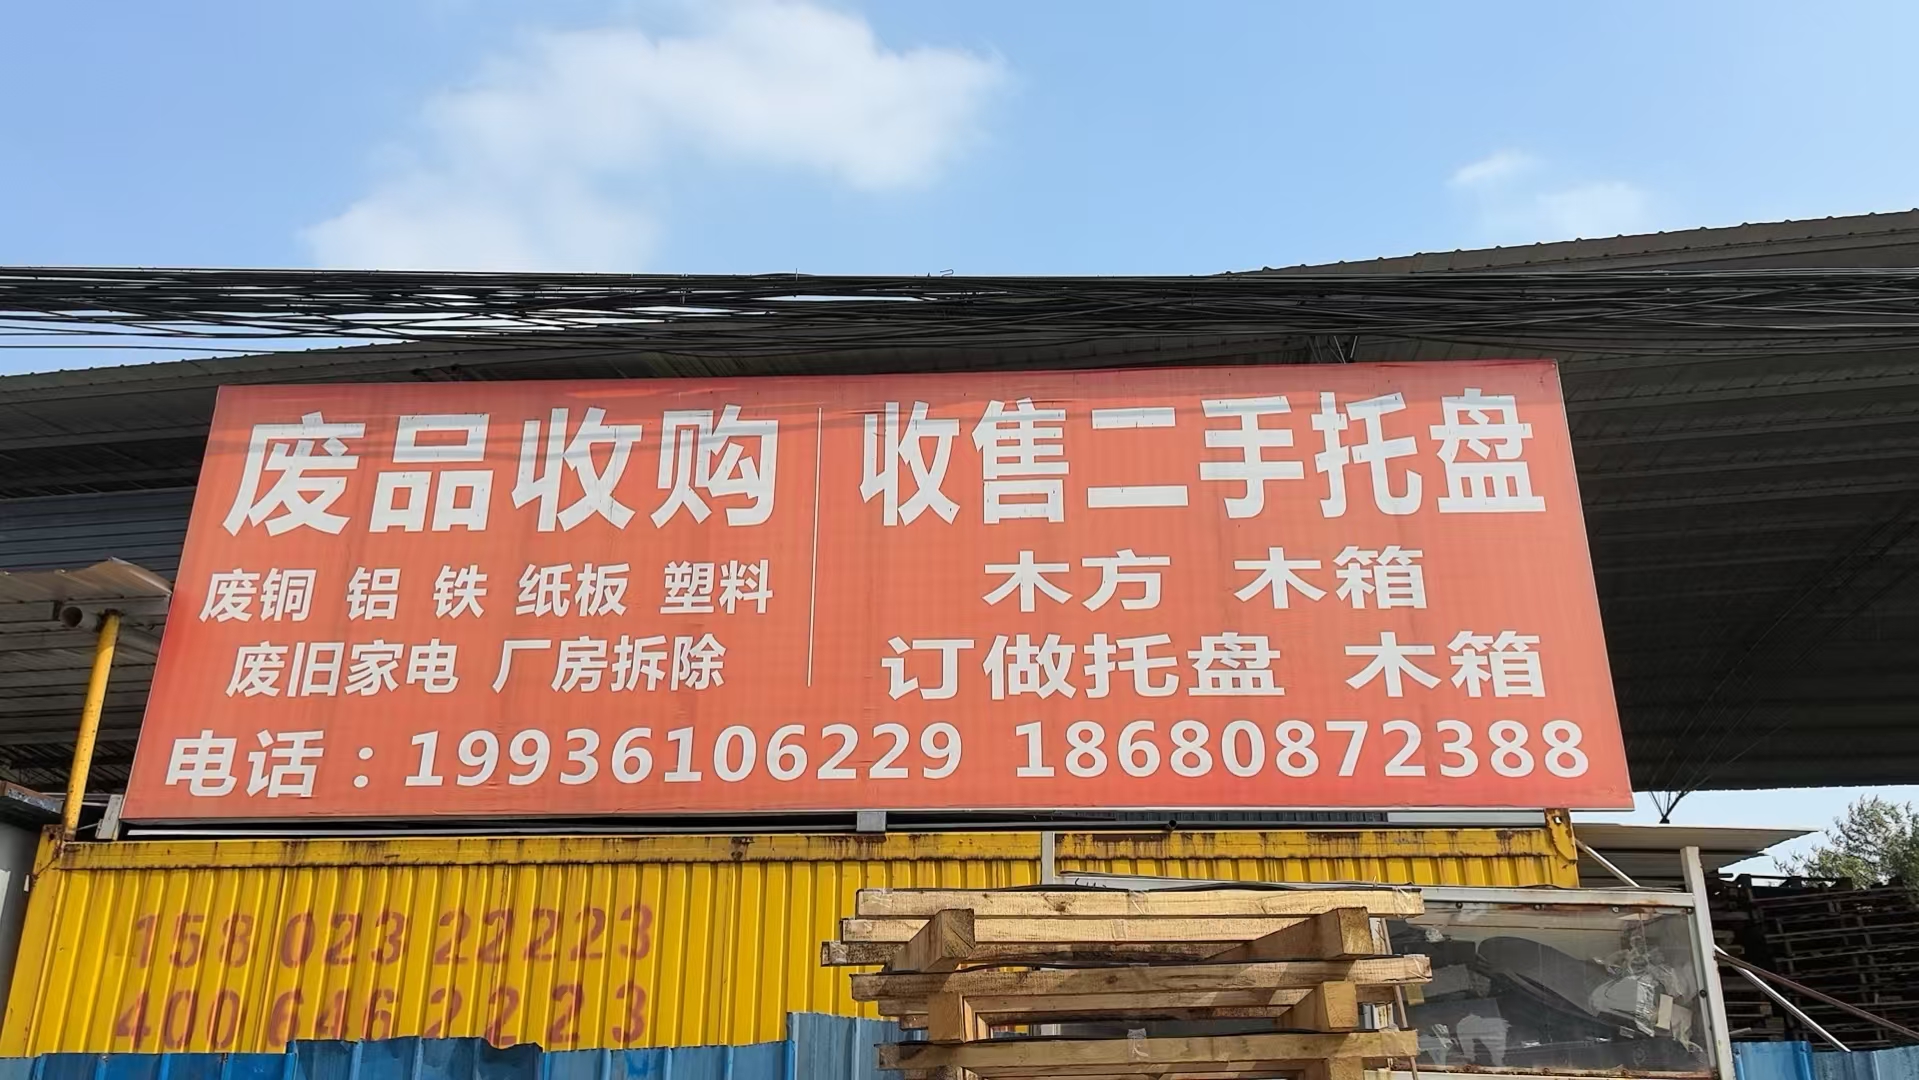 废品收购
废铜 铝 铁 纸板 塑料
废旧家电 厂房拆除
收售二手托盘
木方 木箱
订做托盘 木箱
电话：19936106229 18680872388
158 023 22223
400 646 2223